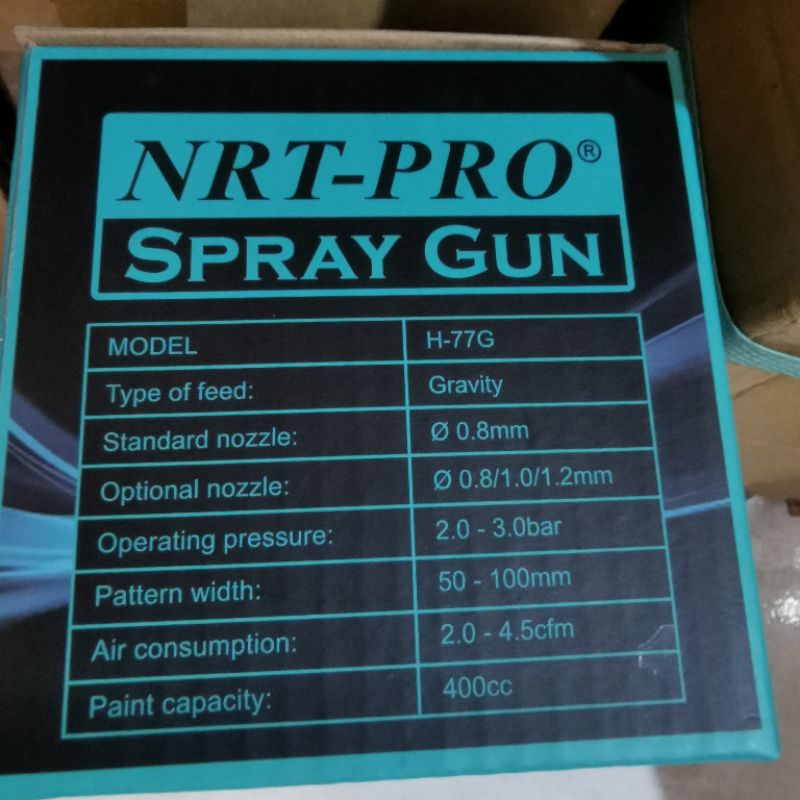 NRT-PRO®
SPRAY GUN
MODEL H-77G
Type of feed: Gravity
Standard nozzle: Ø 0.8mm
Optional nozzle: Ø 0.8/1.0/1.2mm
Operating pressure: 2.0 - 3.0bar
Pattern width: 50 - 100mm
Air consumption: 2.0 - 4.5cfm
Paint capacity: 400cc